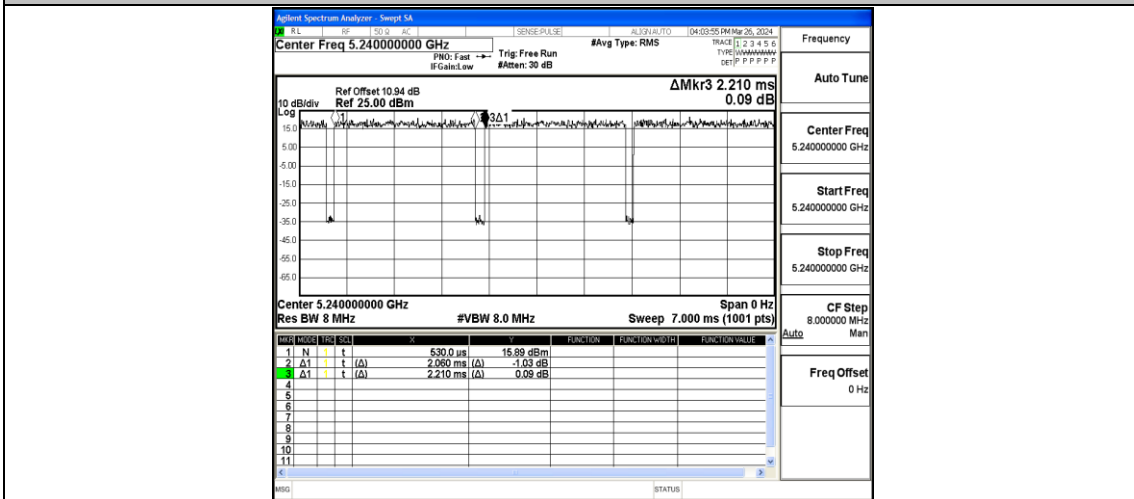 Agilent Spectrum Analyzer - Swept SA
RL RF 50 Ω AC SENSE:PULSE ALIGNAUTO 04:03:55 PM Mar 26, 2024
Center Freq 5.240000000 GHz #Avg Type: RMS TRACE 1 2 3 4 5 6
PNO: Fast Trig: Free Run TYPE
IFGain:Low #Atten: 30 dB DET P P P P P P
ΔMkr3 2.210 ms
0.09 dB
Ref Offset 10.94 dB
10 dB/div Ref 25.00 dBm
Log
15.0
5.00
-5.00
-15.0
-25.0
-35.0
-45.0
-55.0
-65.0
1
3Δ1
Center 5.240000000 GHz Span 0 Hz
Res BW 8 MHz #VBW 8.0 MHz Sweep 7.000 ms (1001 pts)
MKR MODE TRC SCL X Y FUNCTION FUNCTION WIDTH FUNCTION VALUE
1 N 1 t 530.0 µs 15.89 dBm
2 Δ1 1 t (Δ) 2.060 ms (Δ) -1.03 dB
3 Δ1 1 t (Δ) 2.210 ms (Δ) 0.09 dB
4
5
6
7
8
9
10
11
MSG STATUS
Frequency
Auto Tune
Center Freq
5.240000000 GHz
Start Freq
5.240000000 GHz
Stop Freq
5.240000000 GHz
CF Step
8.000000 MHz
Auto Man
Freq Offset
0 Hz